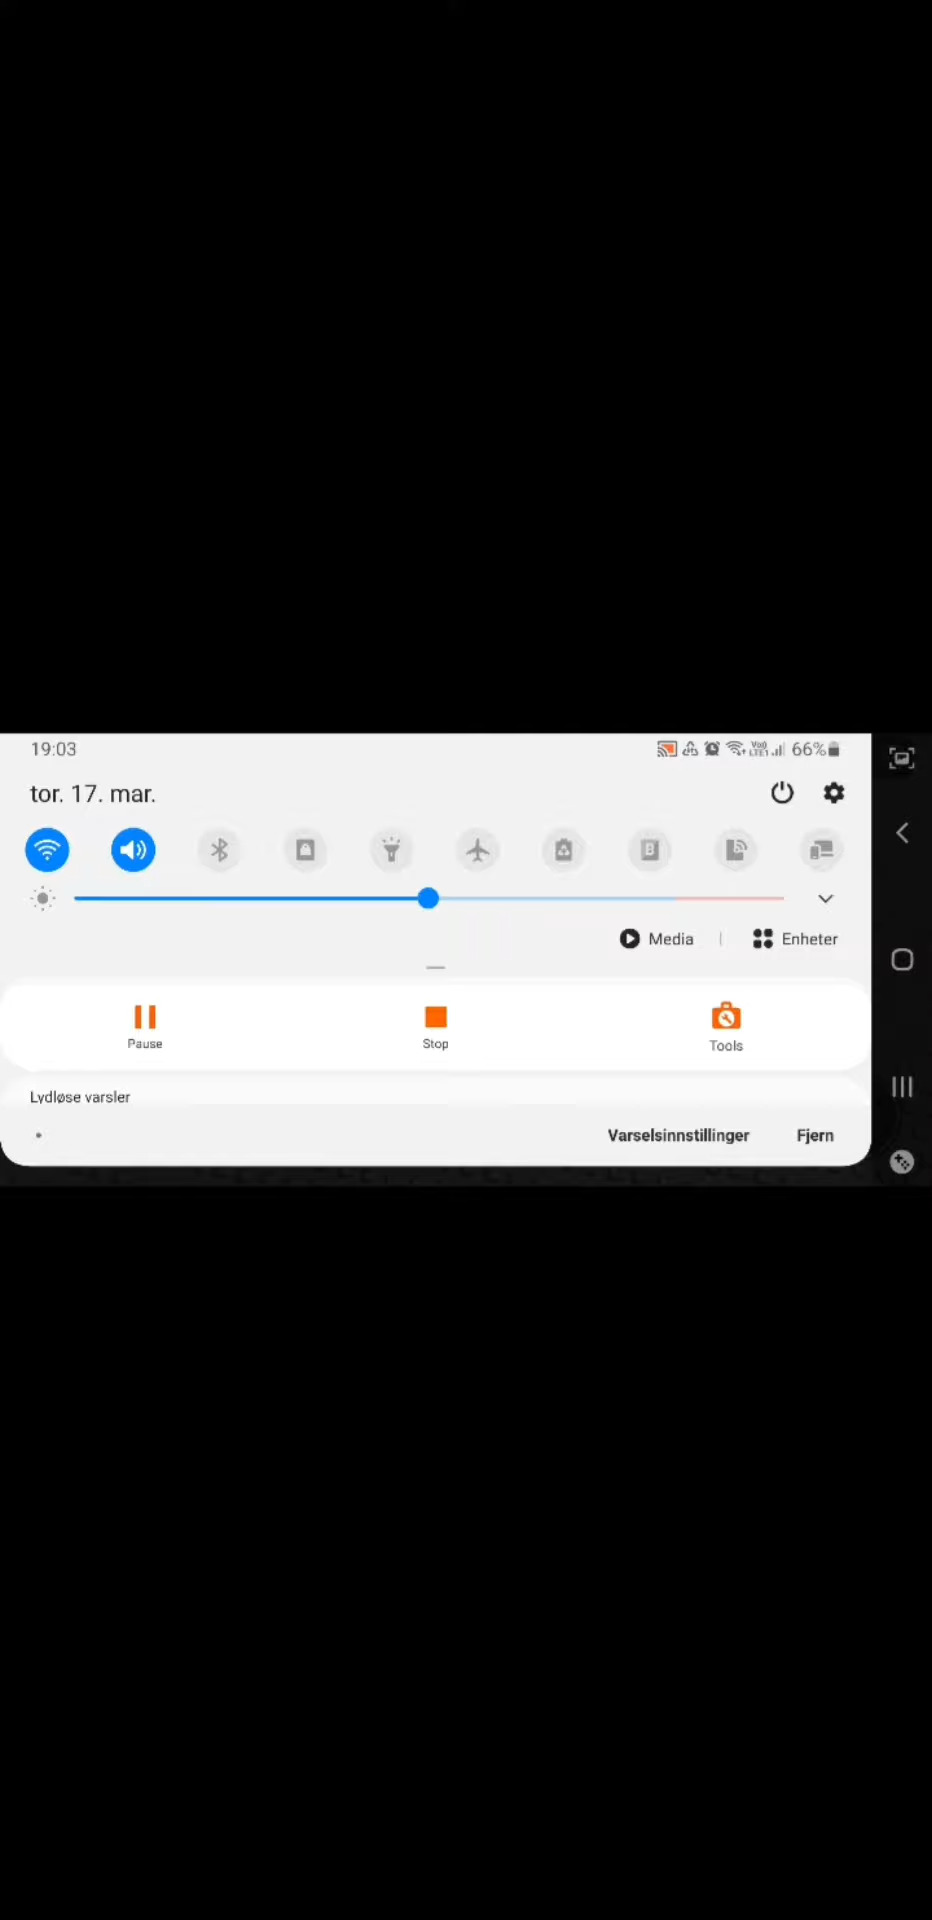 19:03 66%
tor. 17. mar.
Media | Enheter
Pause Stop Tools
Lydløse varsler
Varselsinnstillinger Fjern